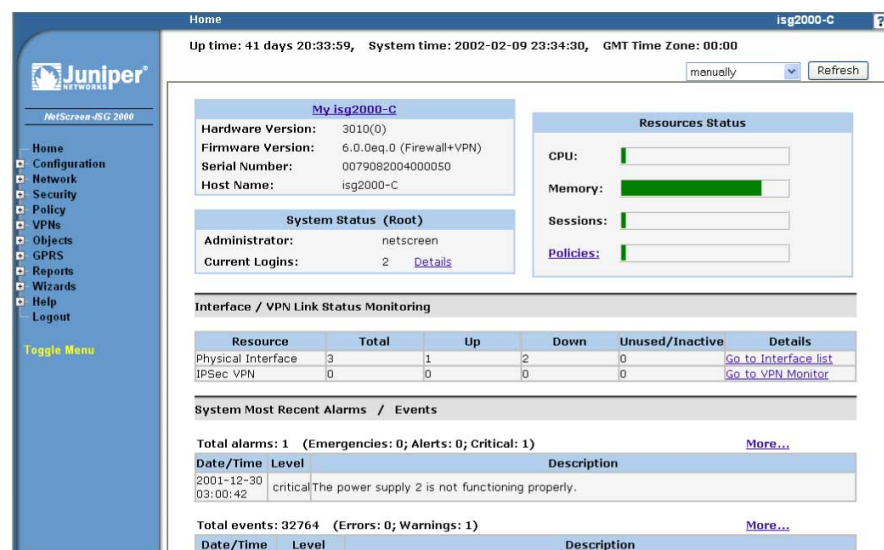 Home isg2000-C ?
Up time: 41 days 20:33:59, System time: 2002-02-09 23:34:30, GMT Time Zone: 00:00
manually Refresh
Juniper®
NETWORKS
NetScreen-ISG 2000
Home
Configuration
Network
Security
Policy
VPNs
Objects
GPRS
Reports
Wizards
Help
Logout
Toggle Menu
My isg2000-C
Hardware Version: 3010(0)
Firmware Version: 6.0.0eq.0 (Firewall+VPN)
Serial Number: 0079082004000050
Host Name: isg2000-C
System Status (Root)
Administrator: netscreen
Current Logins: 2 Details
Resources Status
CPU:
Memory:
Sessions:
Policies:
Interface / VPN Link Status Monitoring
Resource Total Up Down Unused/Inactive Details
Physical Interface 3 1 2 0 Go to Interface list
IPSec VPN 0 0 0 0 Go to VPN Monitor
System Most Recent Alarms / Events
Total alarms: 1 (Emergencies: 0; Alerts: 0; Critical: 1) More...
Date/Time Level Description
2001-12-30 03:00:42 critical The power supply 2 is not functioning properly.
Total events: 32764 (Errors: 0; Warnings: 1) More...
Date/Time Level Description